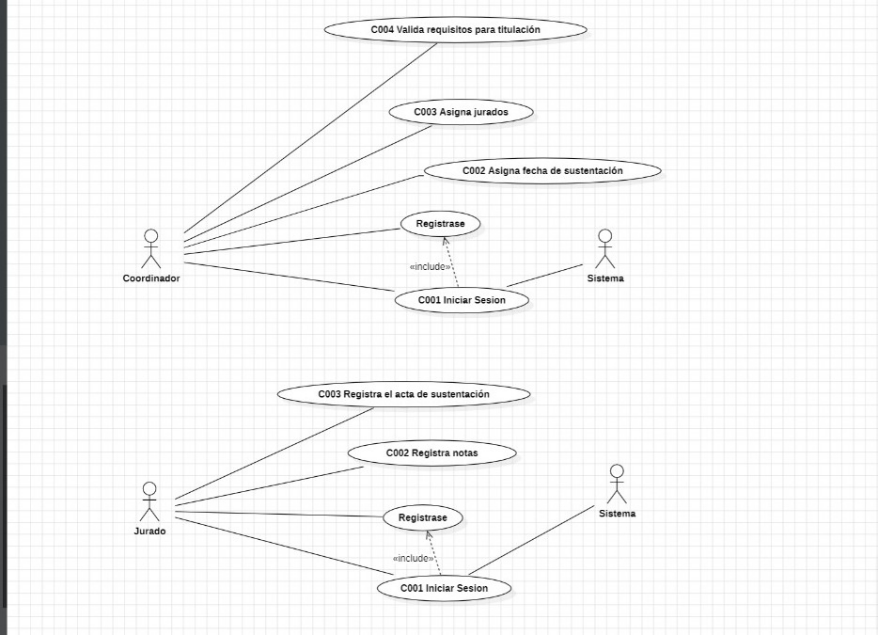 C004 Valida requisitos para titulación
C003 Asigna jurados
C002 Asigna fecha de sustentación
Registrase
«include»
Coordinador
Sistema
C001 Iniciar Sesion
C003 Registra el acta de sustentación
C002 Registra notas
Registrase
Sistema
Jurado
«include»
C001 Iniciar Sesion